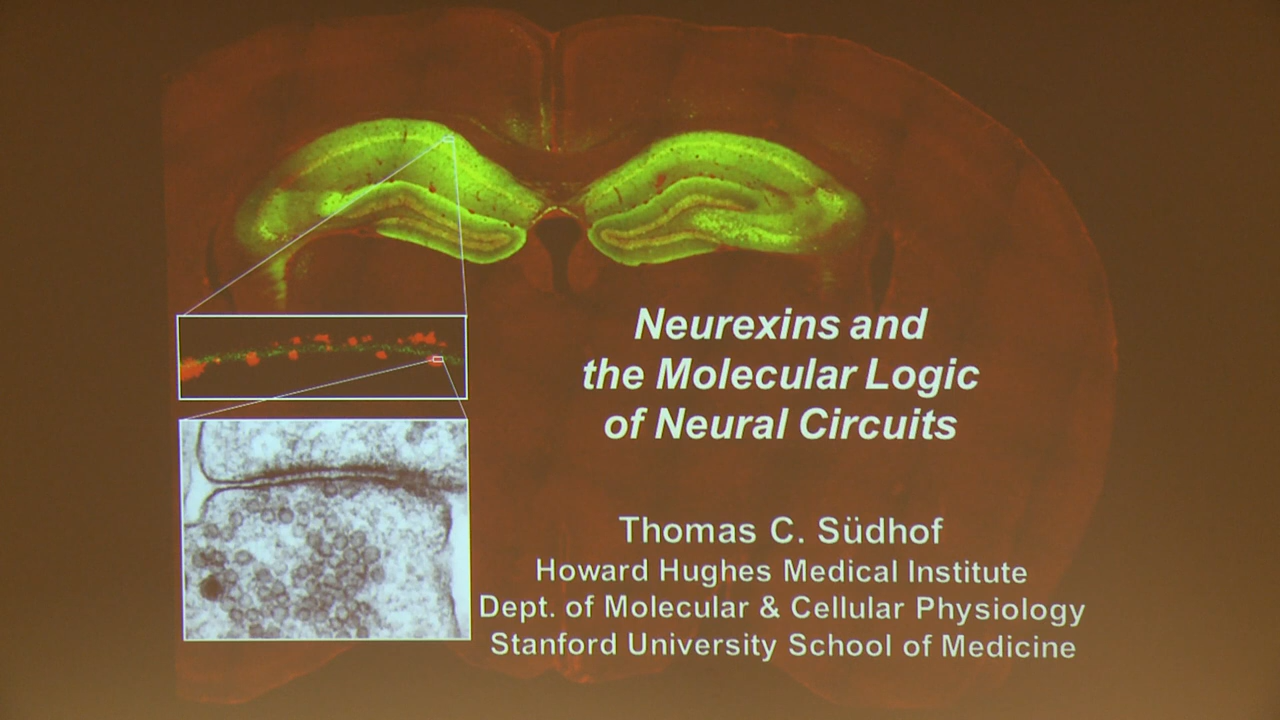 Neurexins and
the Molecular Logic
of Neural Circuits
Thomas C. Südhof
Howard Hughes Medical Institute
Dept. of Molecular & Cellular Physiology
Stanford University School of Medicine